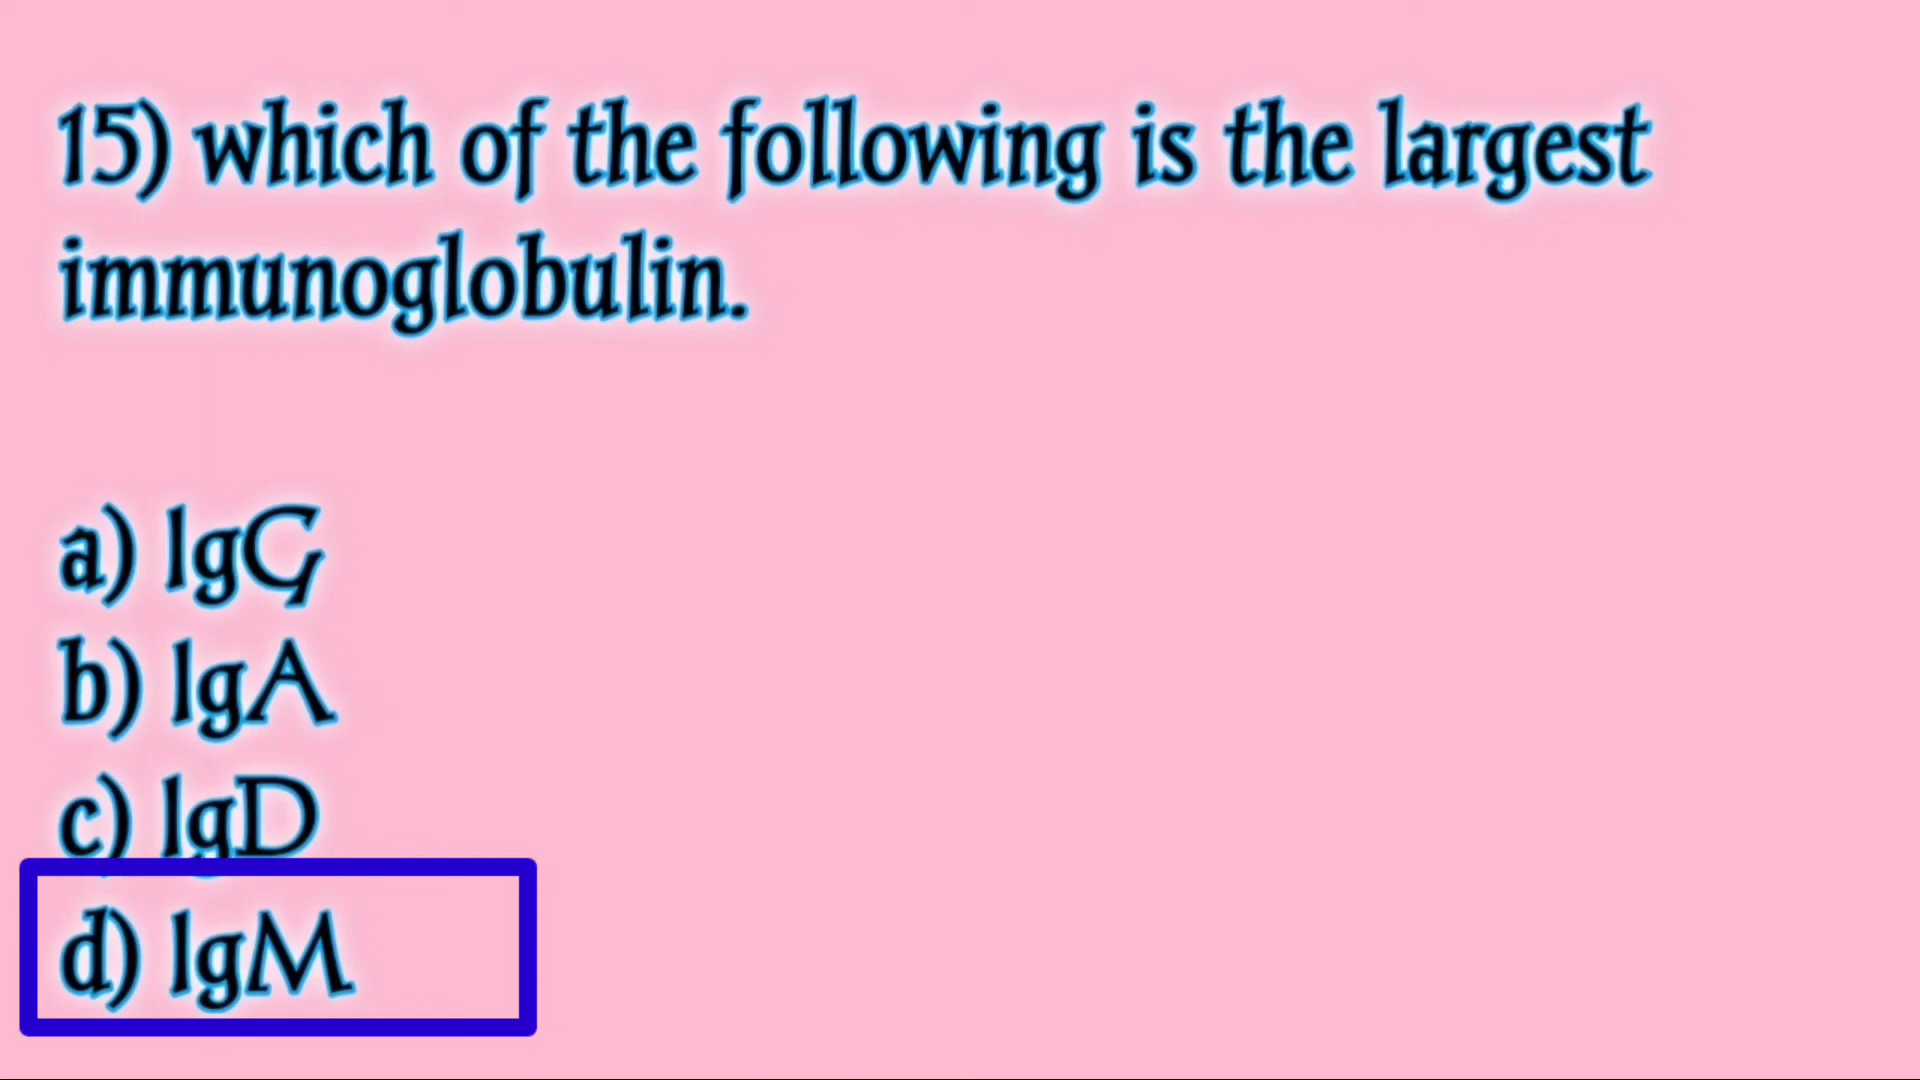 15) which of the following is the largest
immunoglobulin.
a) IgG
b) IgA
c) IgD
d) IgM